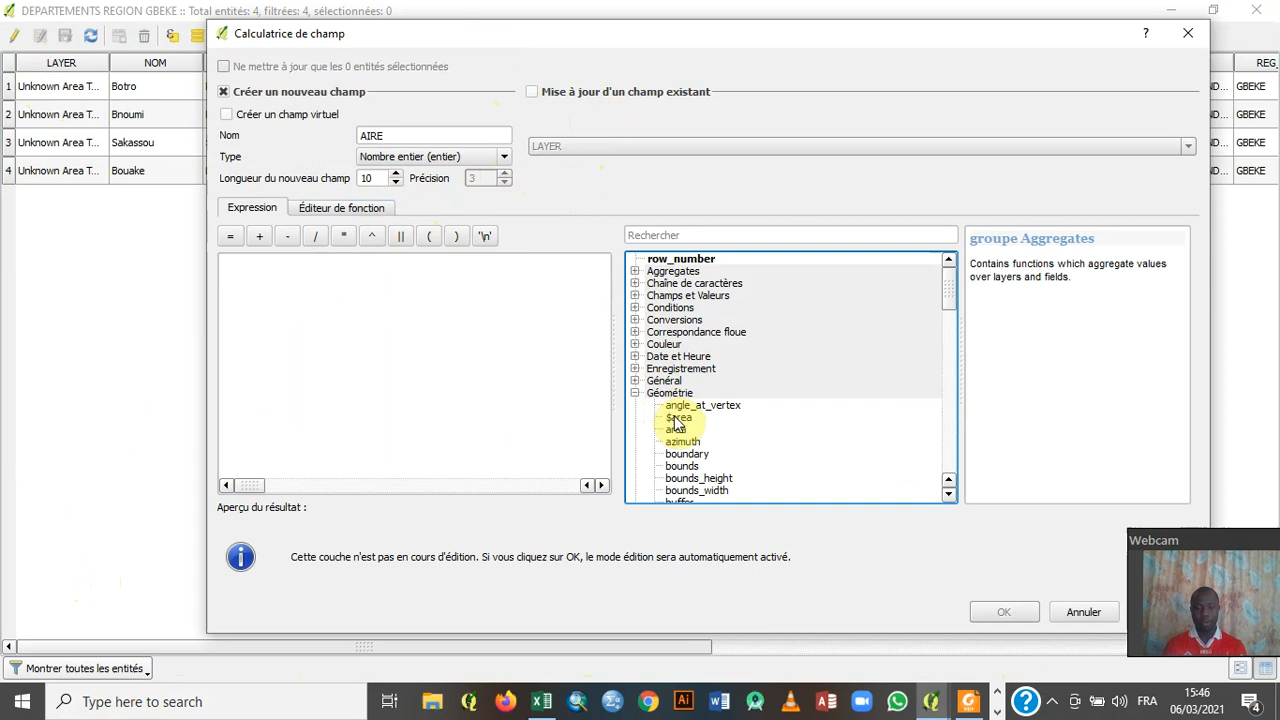 DEPARTEMENTS REGION GBEKE :: Total entités: 4, filtrées: 4, sélectionnées: 0
Calculatrice de champ
?
LAYER
NOM
REG_
1 Unknown Area T... Botro
ND... GBEKE
2 Unknown Area T... Bnoumi
ND... GBEKE
3 Unknown Area T... Sakassou
ND... GBEKE
4 Unknown Area T... Bouake
ND... GBEKE
Ne mettre à jour que les 0 entités sélectionnées
Créer un nouveau champ
Mise à jour d'un champ existant
Créer un champ virtuel
Nom AIRE
LAYER
Type Nombre entier (entier)
Longueur du nouveau champ 10 Précision 3
Expression Éditeur de fonction
= + - / * ^ || ( ) '\n'
Rechercher
row_number
Aggregates
Chaîne de caractères
Champs et Valeurs
Conditions
Conversions
Correspondance floue
Couleur
Date et Heure
Enregistrement
Général
Géométrie
angle_at_vertex
$area
area
azimuth
boundary
bounds
bounds_height
bounds_width
buffer
groupe Aggregates
Contains functions which aggregate values
over layers and fields.
Aperçu du résultat :
Cette couche n'est pas en cours d'édition. Si vous cliquez sur OK, le mode édition sera automatiquement activé.
OK
Annuler
Webcam
Montrer toutes les entités
Type here to search
FRA
15:46
06/03/2021
4